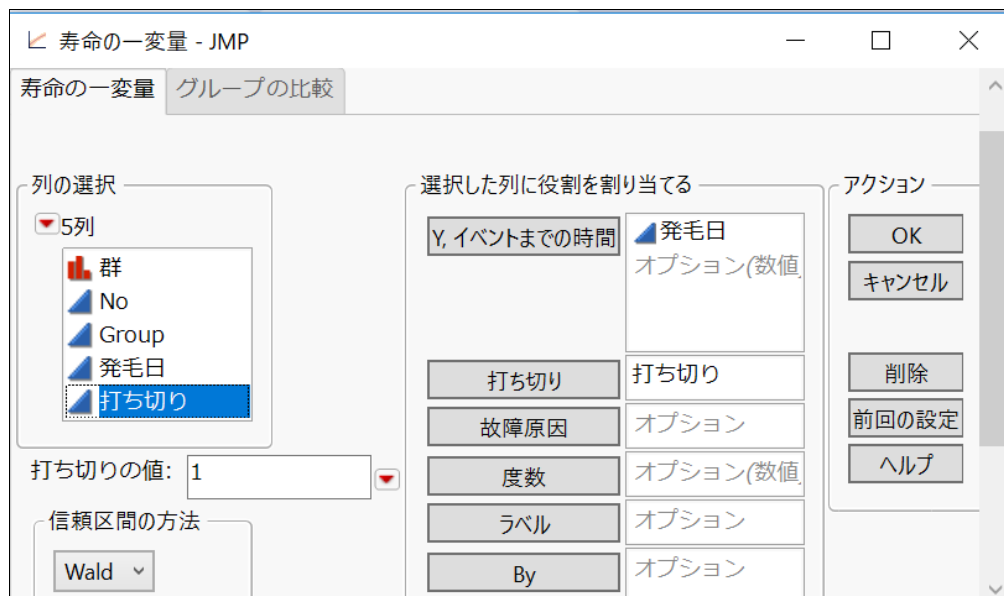 寿命の一変量 - JMP
寿命の一変量 グループの比較
列の選択
5列
群
No
Group
発毛日
打ち切り
打ち切りの値: 1
信頼区間の方法
Wald
選択した列に役割を割り当てる
Y, イベントまでの時間 発毛日
オプション(数値
打ち切り 打ち切り
故障原因 オプション
度数 オプション(数値
ラベル オプション
By オプション
アクション
OK
キャンセル
削除
前回の設定
ヘルプ